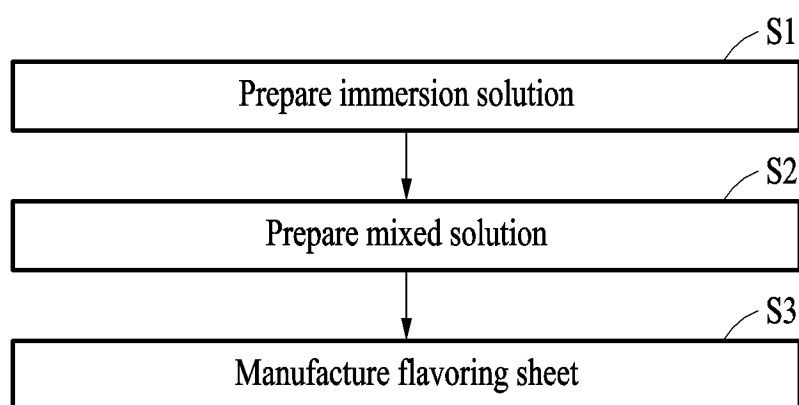 S1
Prepare immersion solution
S2
Prepare mixed solution
S3
Manufacture flavoring sheet